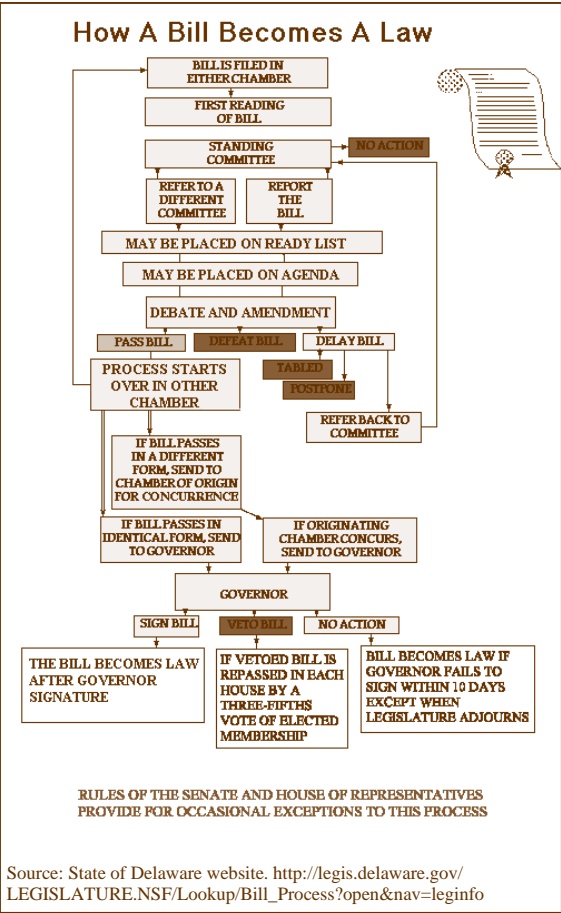 How A Bill Becomes A Law
BILL IS FILED IN
EITHER CHAMBER
FIRST READING
OF BILL
STANDING
COMMITTEE
NO ACTION
REFER TO A
DIFFERENT
COMMITTEE
REPORT
THE
BILL
MAY BE PLACED ON READY LIST
MAY BE PLACED ON AGENDA
DEBATE AND AMENDMENT
PASS BILL
DEFEAT BILL
DELAY BILL
TABLED
POSTPONE
PROCESS STARTS
OVER IN OTHER
CHAMBER
REFER BACK TO
COMMITTEE
IF BILL PASSES
IN A DIFFERENT
FORM, SEND TO
CHAMBER OF ORIGIN
FOR CONCURRENCE
IF BILL PASSES IN
IDENTICAL FORM, SEND
TO GOVERNOR
IF ORIGINATING
CHAMBER CONCURS,
SEND TO GOVERNOR
GOVERNOR
SIGN BILL
VETO BILL
NO ACTION
THE BILL BECOMES LAW
AFTER GOVERNOR
SIGNATURE
IF VETOED BILL IS
REPASSED IN EACH
HOUSE BY A
THREE-FIFTHS
VOTE OF ELECTED
MEMBERSHIP
BILL BECOMES LAW IF
GOVERNOR FAILS TO
SIGN WITHIN 10 DAYS
EXCEPT WHEN
LEGISLATURE ADJOURNS
RULES OF THE SENATE AND HOUSE OF REPRESENTATIVES
PROVIDE FOR OCCASIONAL EXCEPTIONS TO THIS PROCESS
Source: State of Delaware website. http://legis.delaware.gov/
LEGISLATURE.NSF/Lookup/Bill_Process?open&nav=leginfo